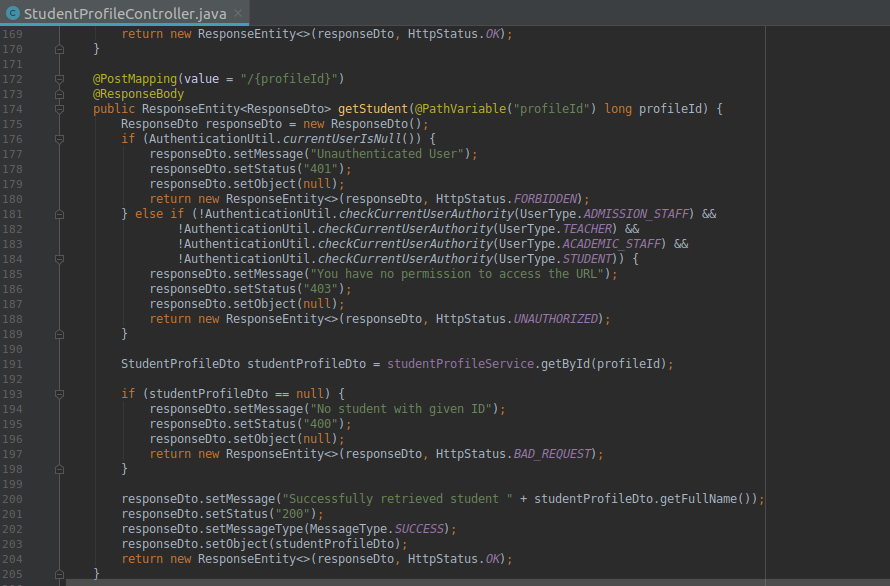 StudentProfileController.java
169 return new ResponseEntity<>(responseDto, HttpStatus.OK);
170 }
171
172 @PostMapping(value = "/{profileId}")
173 @ResponseBody
174 public ResponseEntity<ResponseDto> getStudent(@PathVariable("profileId") long profileId) {
175 ResponseDto responseDto = new ResponseDto();
176 if (AuthenticationUtil.currentUserIsNull()) {
177 responseDto.setMessage("Unauthenticated User");
178 responseDto.setStatus("401");
179 responseDto.setObject(null);
180 return new ResponseEntity<>(responseDto, HttpStatus.FORBIDDEN);
181 } else if (!AuthenticationUtil.checkCurrentUserAuthority(UserType.ADMISSION_STAFF) &&
182 !AuthenticationUtil.checkCurrentUserAuthority(UserType.TEACHER) &&
183 !AuthenticationUtil.checkCurrentUserAuthority(UserType.ACADEMIC_STAFF) &&
184 !AuthenticationUtil.checkCurrentUserAuthority(UserType.STUDENT)) {
185 responseDto.setMessage("You have no permission to access the URL");
186 responseDto.setStatus("403");
187 responseDto.setObject(null);
188 return new ResponseEntity<>(responseDto, HttpStatus.UNAUTHORIZED);
189 }
190
191 StudentProfileDto studentProfileDto = studentProfileService.getById(profileId);
192
193 if (studentProfileDto == null) {
194 responseDto.setMessage("No student with given ID");
195 responseDto.setStatus("400");
196 responseDto.setObject(null);
197 return new ResponseEntity<>(responseDto, HttpStatus.BAD_REQUEST);
198 }
199
200 responseDto.setMessage("Successfully retrieved student " + studentProfileDto.getFullName());
201 responseDto.setStatus("200");
202 responseDto.setMessageType(MessageType.SUCCESS);
203 responseDto.setObject(studentProfileDto);
204 return new ResponseEntity<>(responseDto, HttpStatus.OK);
205 }